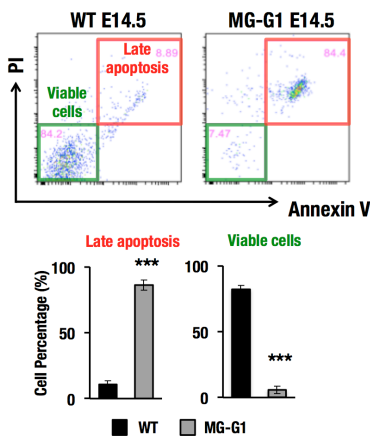 WT E14.5
MG-G1 E14.5
PI
Late apoptosis
8.89
84.4
Viable cells
84.2
7.47
Annexin V
Late apoptosis
Viable cells
Cell Percentage (%)
100
50
0
***
100
50
0
***
WT
MG-G1